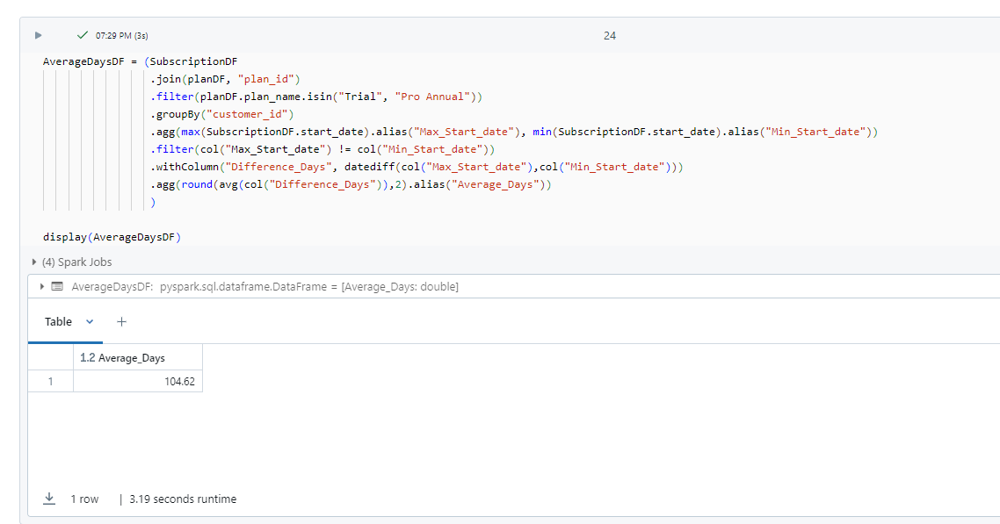 07:29 PM (3s)
24
AverageDaysDF = (SubscriptionDF
.join(planDF, "plan_id")
.filter(planDF.plan_name.isin("Trial", "Pro Annual"))
.groupBy("customer_id")
.agg(max(SubscriptionDF.start_date).alias("Max_Start_date"), min(SubscriptionDF.start_date).alias("Min_Start_date"))
.filter(col("Max_Start_date") != col("Min_Start_date"))
.withColumn("Difference_Days", datediff(col("Max_Start_date"),col("Min_Start_date")))
.agg(round(avg(col("Difference_Days")),2).alias("Average_Days"))
)
display(AverageDaysDF)
(4) Spark Jobs
AverageDaysDF: pyspark.sql.dataframe.DataFrame = [Average_Days: double]
Table
1.2 Average_Days
1 104.62
1 row | 3.19 seconds runtime